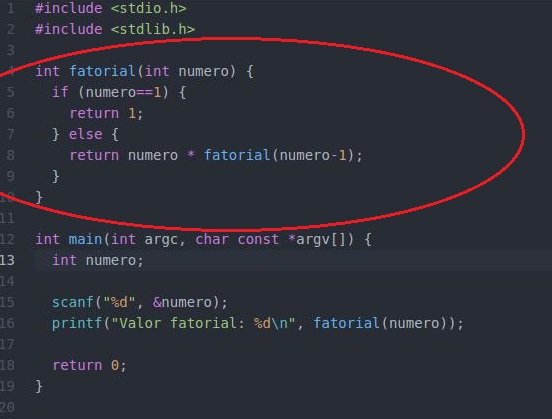 1 #include <stdio.h>
2 #include <stdlib.h>
3
4 int fatorial(int numero) {
5   if (numero==1) {
6     return 1;
7   } else {
8     return numero * fatorial(numero-1);
9   }
10 }
11
12 int main(int argc, char const *argv[]) {
13   int numero;
14
15   scanf("%d", &numero);
16   printf("Valor fatorial: %d\n", fatorial(numero));
17
18   return 0;
19 }
20